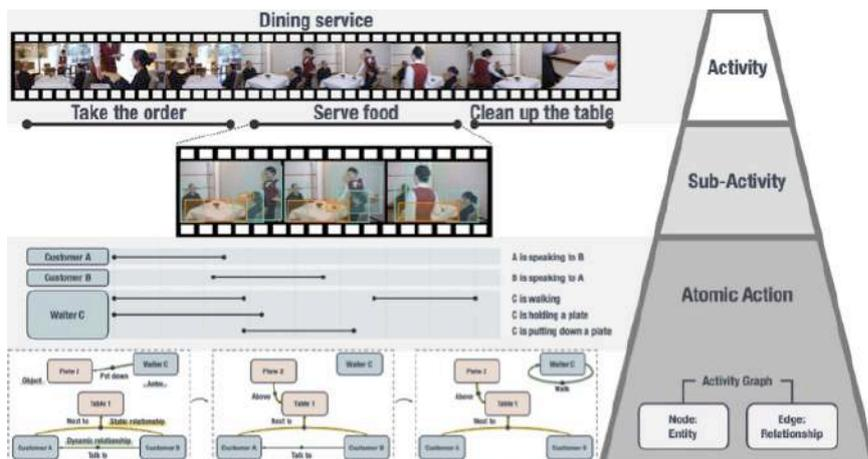 Dining service
Take the order
Serve food
Clean up the table
Activity
Sub-Activity
Atomic Action
Customer A
A is speaking to B
Customer B
B is speaking to A
Waiter C
C is walking
C is holding a plate
C is putting down a plate
Plate 1
Waiter C
Object
Put down
Actor
Table 1
Next to
Static relationship
Customer A
Dynamic relationship
Customer B
Talk to
Plate 2
Waiter C
Above
Table 1
Next to
Customer A
Customer B
Talk to
Plate 2
Waiter C
Above
Walk
Table 1
Next to
Customer A
Customer B
Activity Graph
Node:
Entity
Edge:
Relationship